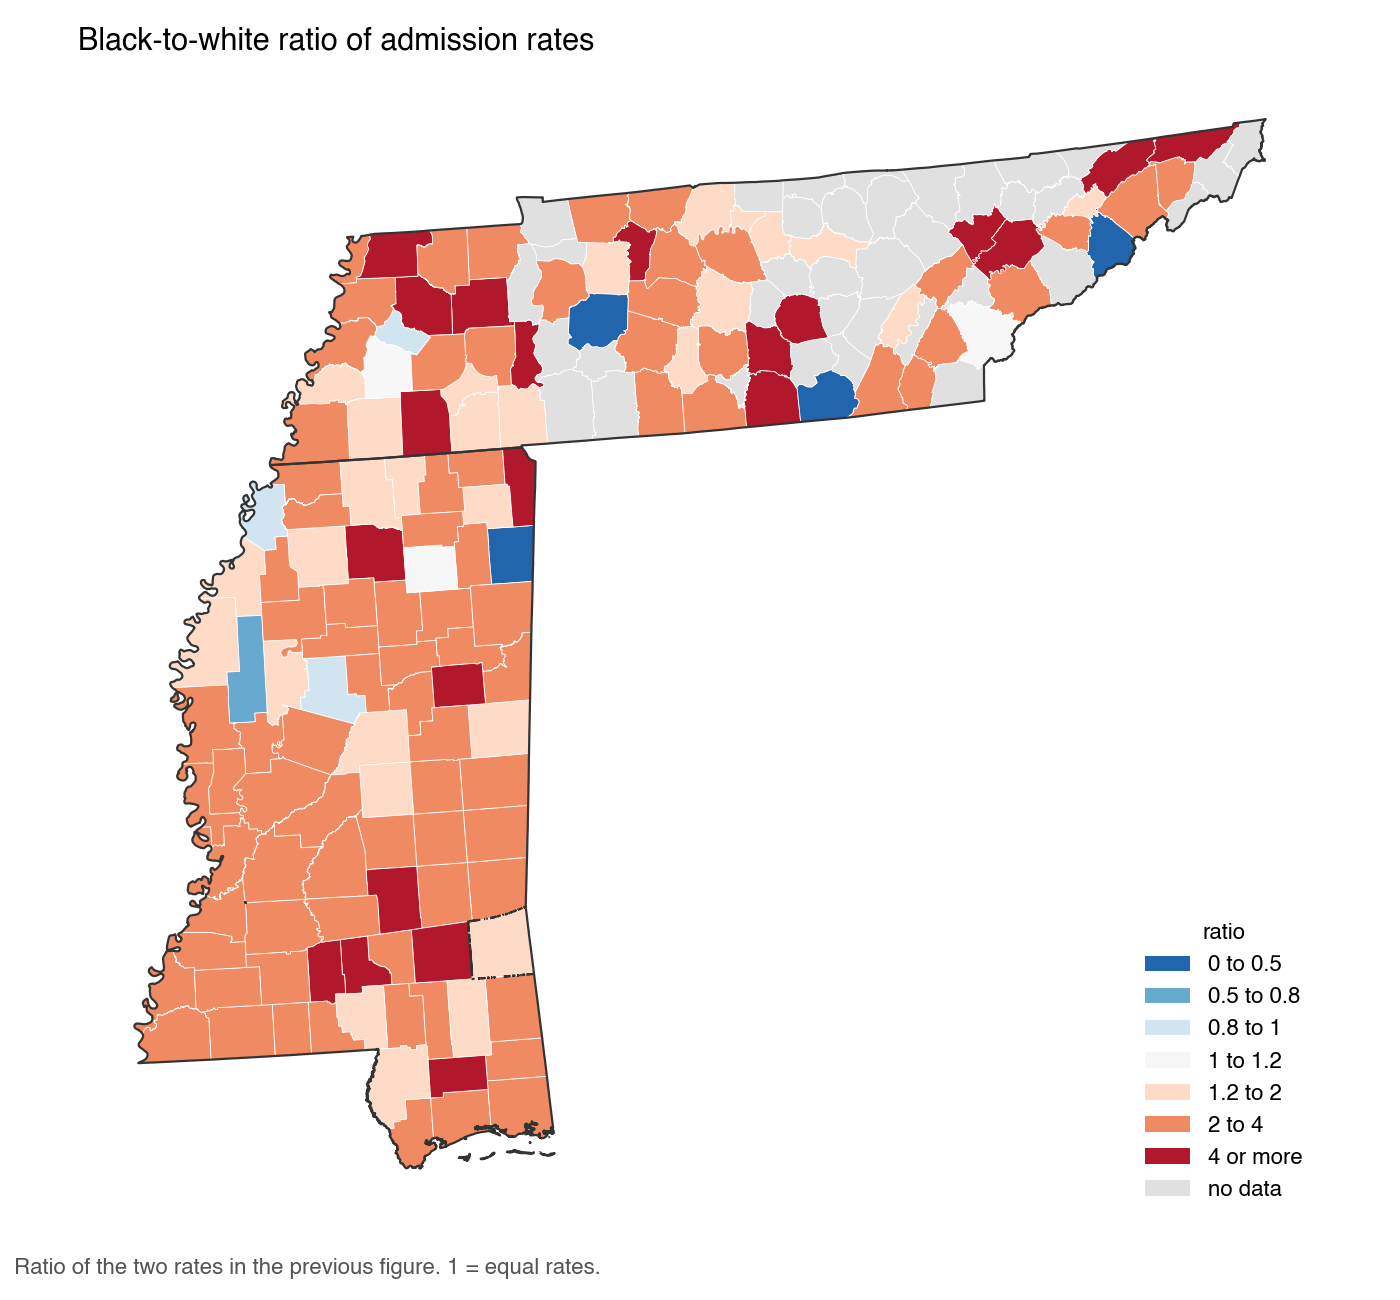 Black-to-white ratio of admission rates
ratio
0 to 0.5
0.5 to 0.8
0.8 to 1
1 to 1.2
1.2 to 2
2 to 4
4 or more
no data
Ratio of the two rates in the previous figure. 1 = equal rates.